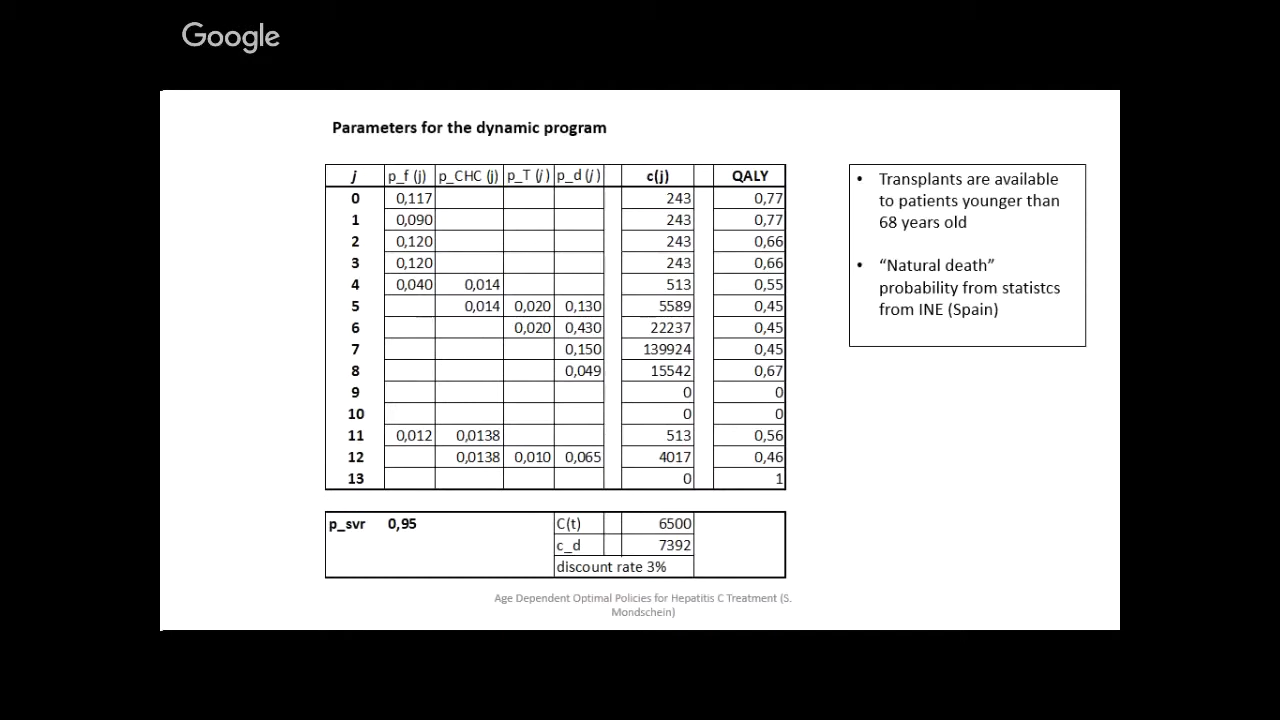 Google
Parameters for the dynamic program
j p_f (j) p_CHC (j) p_T (j) p_d (j) c(j) QALY
0 0,117 243 0,77
1 0,090 243 0,77
2 0,120 243 0,66
3 0,120 243 0,66
4 0,040 0,014 513 0,55
5 0,014 0,020 0,130 5589 0,45
6 0,020 0,430 22237 0,45
7 0,150 139924 0,45
8 0,049 15542 0,67
9 0 0
10 0 0
11 0,012 0,0138 513 0,56
12 0,0138 0,010 0,065 4017 0,46
13 0 1
p_svr 0,95 C(t) 6500
c_d 7392
discount rate 3%
• Transplants are available
to patients younger than
68 years old
• “Natural death”
probability from statistcs
from INE (Spain)
Age Dependent Optimal Policies for Hepatitis C Treatment (S.
Mondschein)